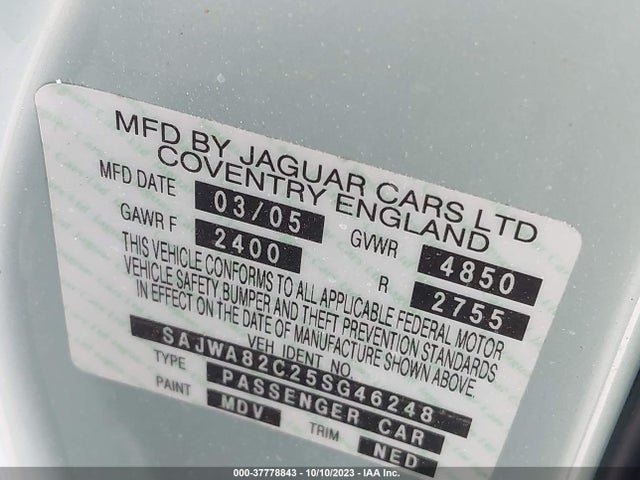 MFD BY JAGUAR CARS LTD
COVENTRY ENGLAND
MFD DATE 03/05 GVWR 4850
GAWR F 2400 R 2755
THIS VEHICLE CONFORMS TO ALL APPLICABLE FEDERAL MOTOR
VEHICLE SAFETY BUMPER AND THEFT PREVENTION STANDARDS
IN EFFECT ON THE DATE OF MANUFACTURE SHOWN ABOVE.
VEH IDENT NO.
SAJWA82C25SG46248
TYPE PASSENGER CAR
PAINT MDV TRIM NED
000-37778843 - 10/10/2023 - IAA Inc.